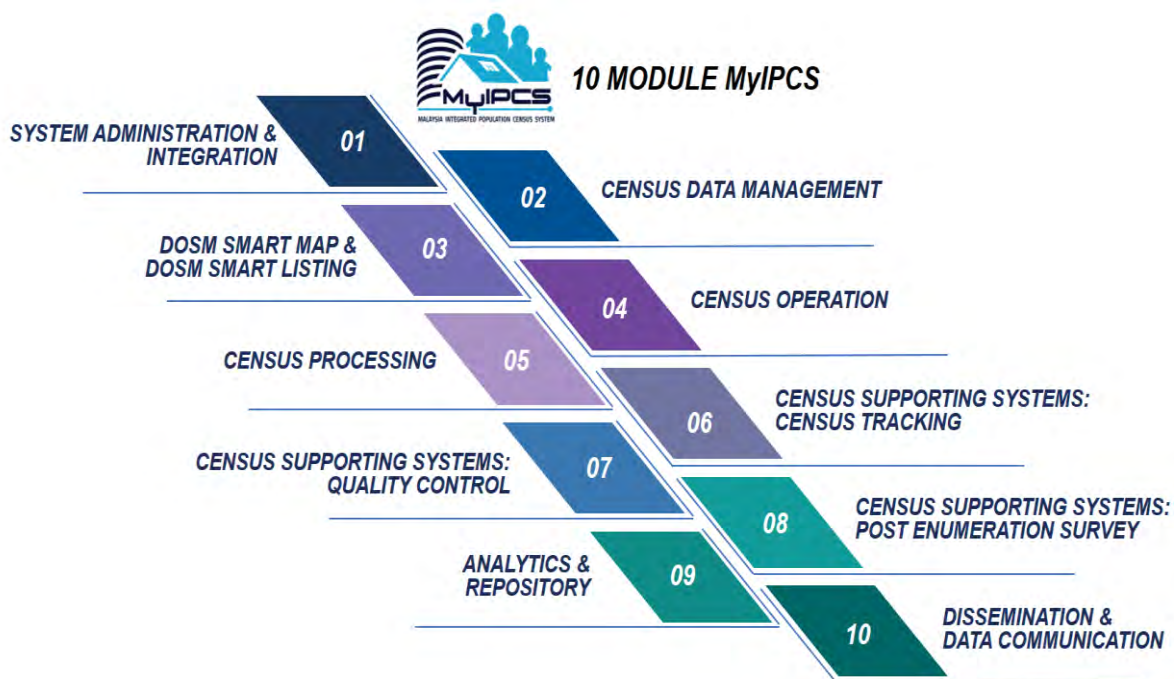 MyIPCS
MALAYSIA INTEGRATED POPULATION CENSUS SYSTEM
10 MODULE MyIPCS
SYSTEM ADMINISTRATION &
INTEGRATION
01
02
CENSUS DATA MANAGEMENT
DOSM SMART MAP &
DOSM SMART LISTING
03
04
CENSUS OPERATION
CENSUS PROCESSING
05
06
CENSUS SUPPORTING SYSTEMS:
CENSUS TRACKING
CENSUS SUPPORTING SYSTEMS:
QUALITY CONTROL
07
08
CENSUS SUPPORTING SYSTEMS:
POST ENUMERATION SURVEY
ANALYTICS &
REPOSITORY
09
10
DISSEMINATION &
DATA COMMUNICATION